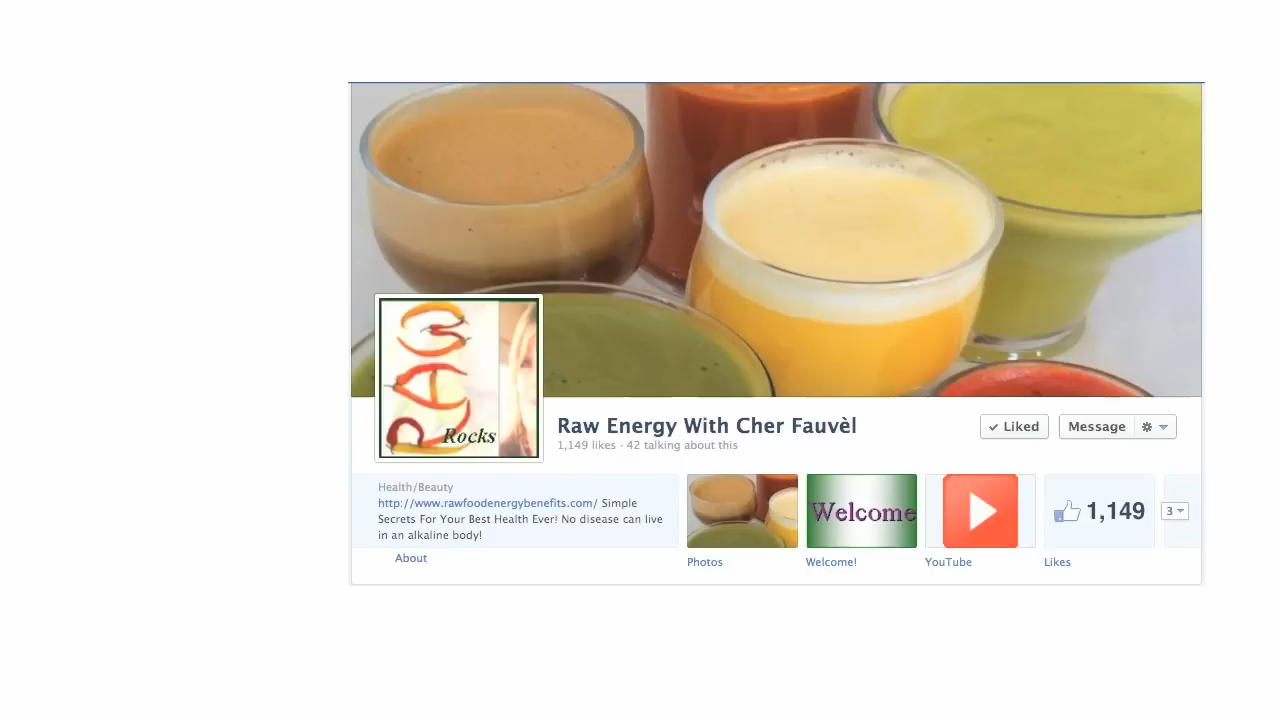 RAW
Rocks
Raw Energy With Cher Fauvèl
1,149 likes · 42 talking about this
Liked
Message
Health/Beauty
http://www.rawfoodenergybenefits.com/ Simple
Secrets For Your Best Health Ever! No disease can live
in an alkaline body!
About
Welcome
1,149
3
Photos
Welcome!
YouTube
Likes